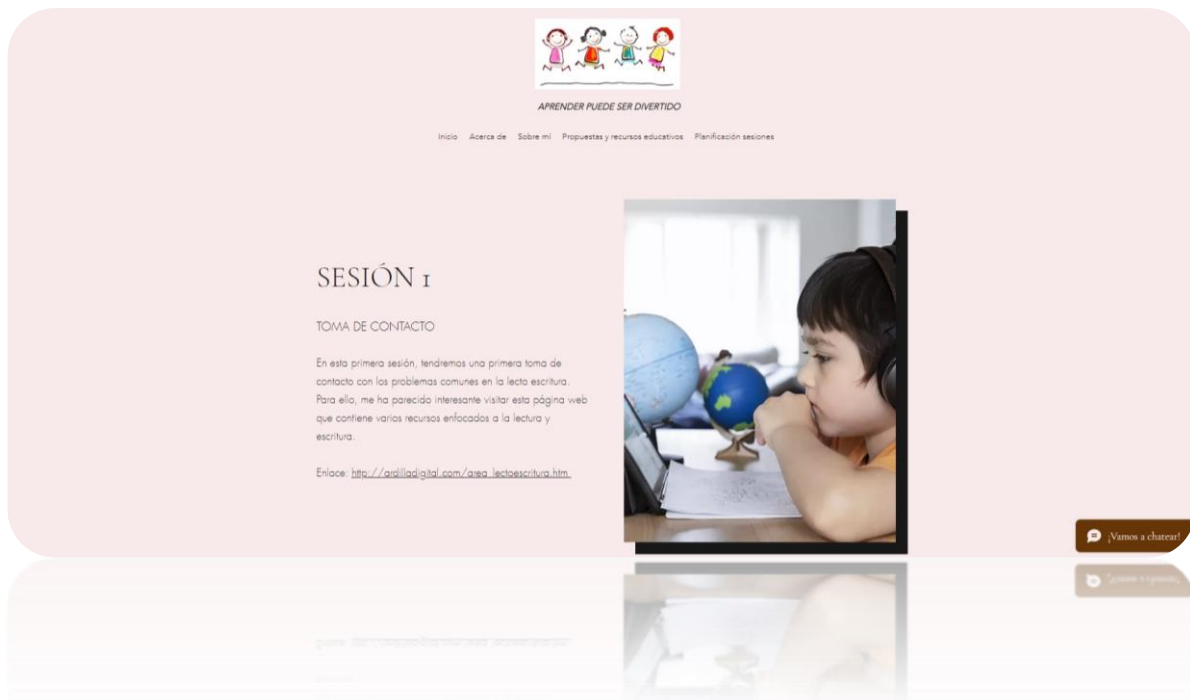 APRENDER PUEDE SER DIVERTIDO
Inicio Acerca de Sobre mí Propuestas y recursos educativos Planificación sesiones
SESIÓN 1
TOMA DE CONTACTO
En esta primera sesión, tendremos una primera toma de
contacto con los problemas comunes en la lecto escritura.
Para ello, me ha parecido interesante visitar esta página web
que contiene varios recursos enfocados a la lectura y
escritura.
Enlace: http://ardilladigital.com/area_lectoescritura.htm
¡Vamos a chatear!